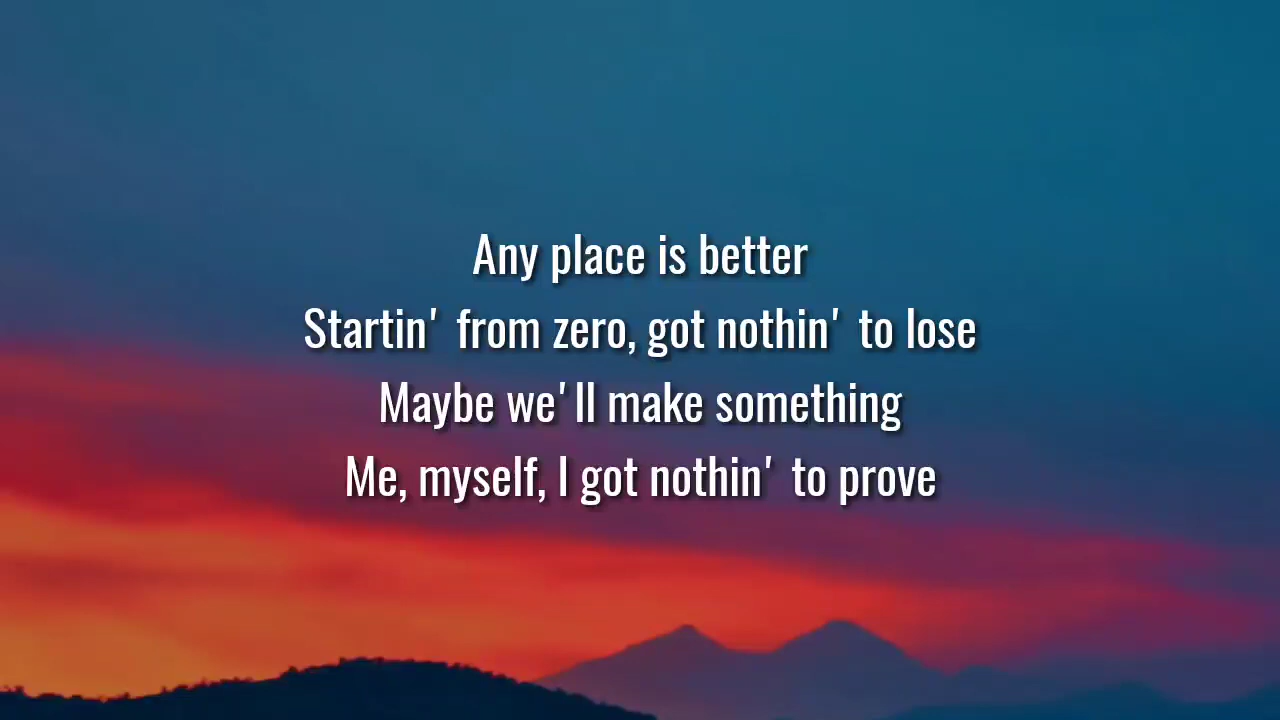 Any place is better
Startin' from zero, got nothin' to lose
Maybe we'll make something
Me, myself, I got nothin' to prove